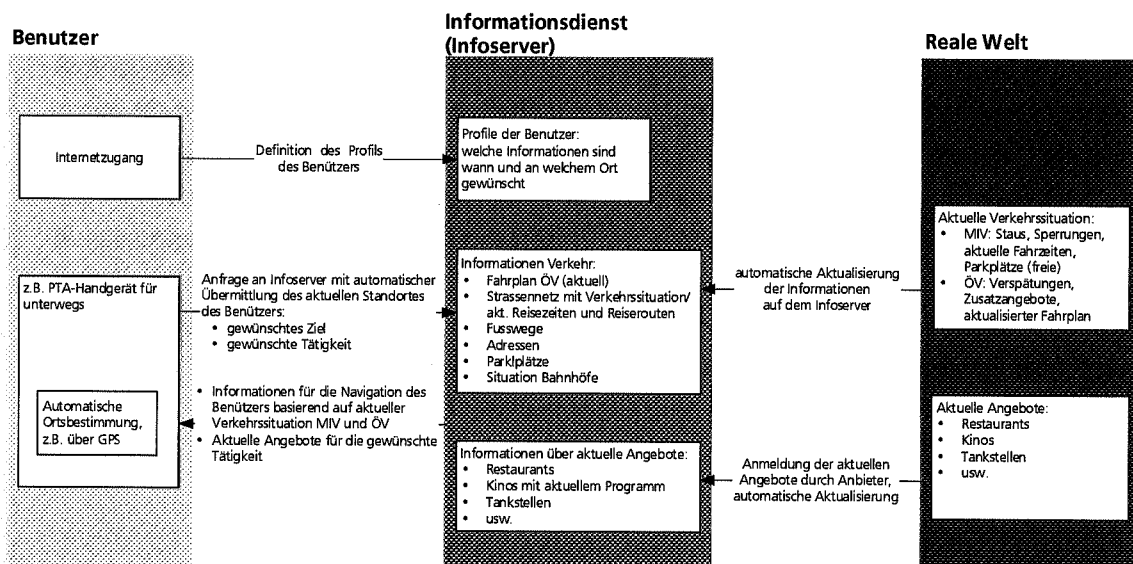 Benutzer
Informationsdienst
(Infoserver)
Reale Welt
Internetzugang
Definition des Profils
des Benützers
Profile der Benutzer:
welche Informationen sind
wann und an welchem Ort
gewünscht
z.B. PTA-Handgerät für
unterwegs
Automatische
Ortsbestimmung,
z.B. über GPS
Anfrage an Infoserver mit automatischer
Übermittlung des aktuellen Standortes
des Benützers:
• gewünschtes Ziel
• gewünschte Tätigkeit
• Informationen für die Navigation des
Benützers basierend auf aktueller
Verkehrssituation MIV und ÖV
• Aktuelle Angebote für die gewünschte
Tätigkeit
Informationen Verkehr:
• Fahrplan ÖV (aktuell)
• Strassennetz mit Verkehrssituation/
akt. Reisezeiten und Reiserouten
• Fusswege
• Adressen
• Parklplätze
• Situation Bahnhöfe
Informationen über aktuelle Angebote:
• Restaurants
• Kinos mit aktuellem Programm
• Tankstellen
• usw.
automatische Aktualisierung
der Informationen
auf dem Infoserver
Anmeldung der aktuellen
Angebote durch Anbieter,
automatische Aktualisierung
Aktuelle Verkehrssituation:
• MIV: Staus, Sperrungen,
aktuelle Fahrzeiten,
Parkplätze (freie)
• ÖV: Verspätungen,
Zusatzangebote,
aktualisierter Fahrplan
Aktuelle Angebote:
• Restaurants
• Kinos
• Tankstellen
• usw.